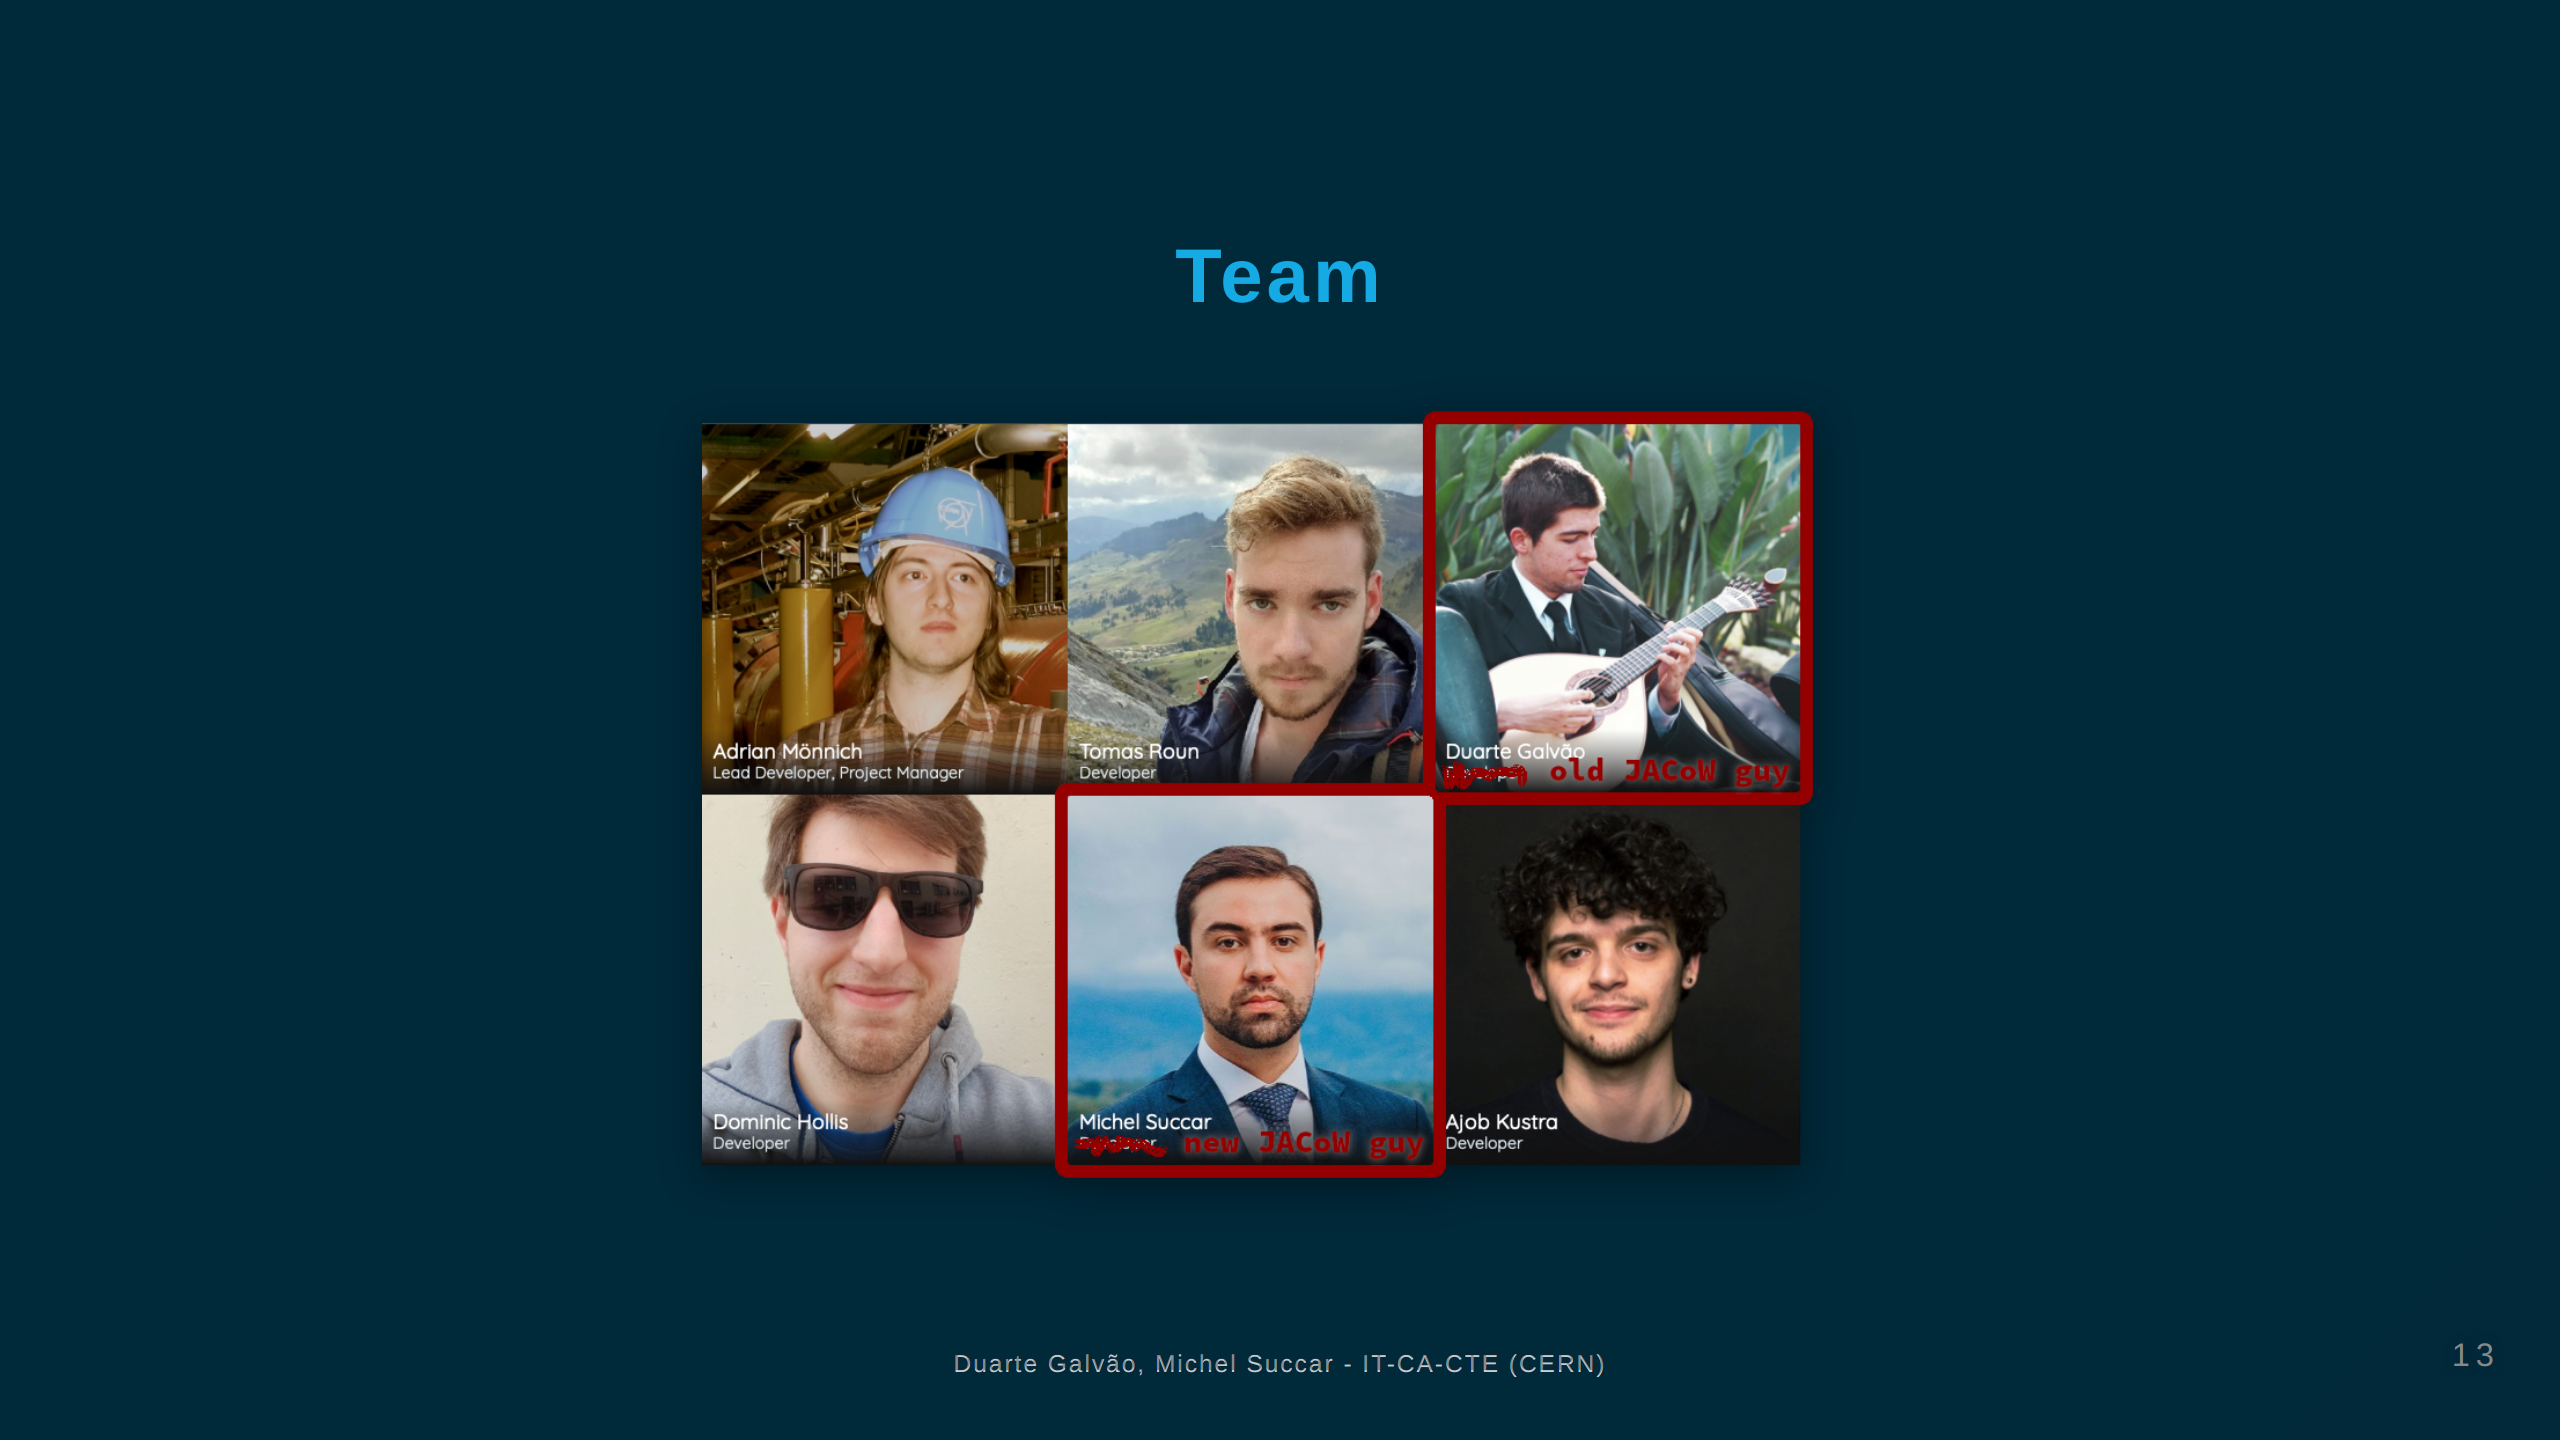 Team
Adrian Mönnich
Lead Developer, Project Manager
Tomas Roun
Developer
Duarte Galvão
old JACoW guy
Dominic Hollis
Developer
Michel Succar
new JACoW guy
Ajob Kustra
Developer
Duarte Galvão, Michel Succar - IT-CA-CTE (CERN)
13